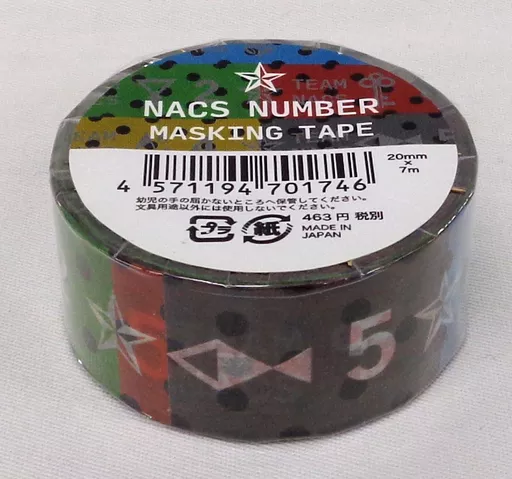 TEAM
NACS
NACS NUMBER
MASKING TAPE
20mm
×
7m
4 571194 701746
幼児の手の届かないところへ保管してください。
文具用途以外には使用しないでください。
プラ
紙
463円 税別
MADE IN
JAPAN
5